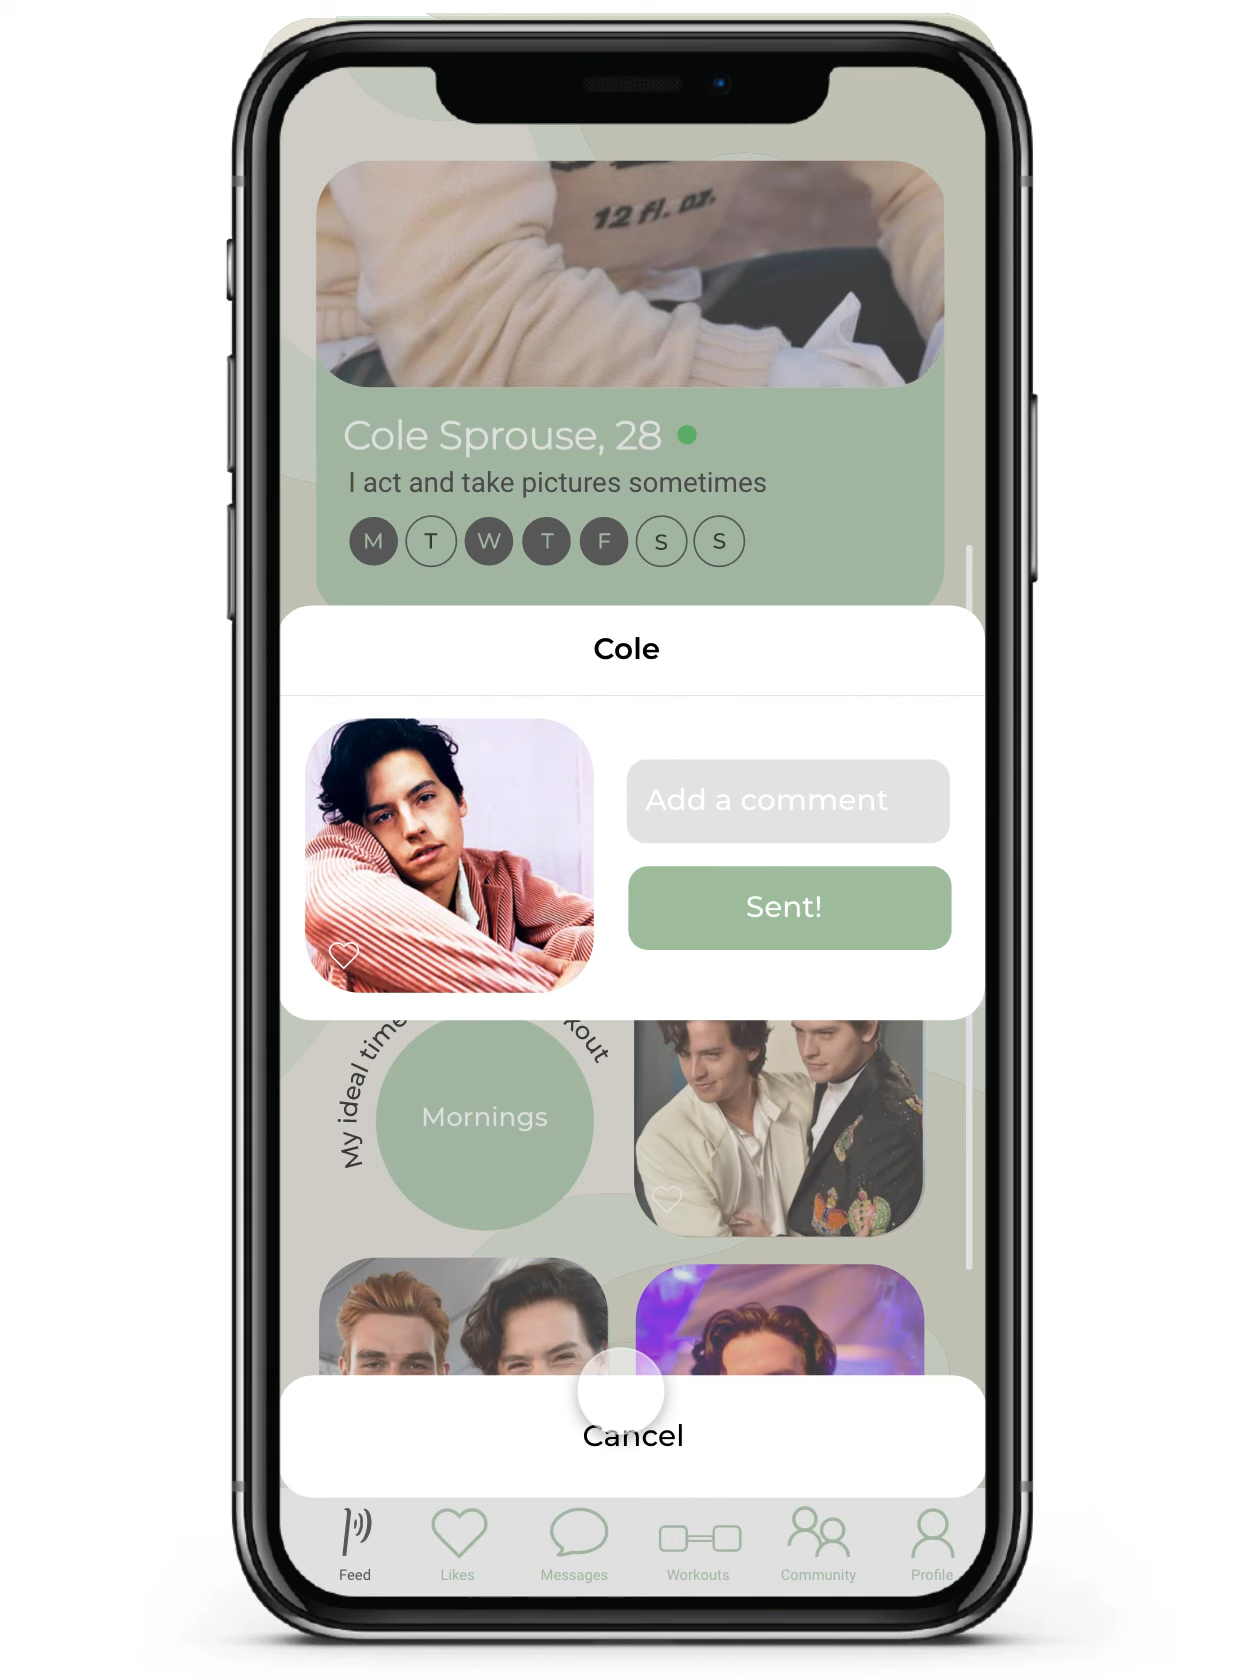 12 fl. oz.
Cole Sprouse, 28
I act and take pictures sometimes
M T W T F S S
Cole
Add a comment
Sent!
My ideal time
kout
Mornings
Cancel
Feed Likes Messages Workouts Community Profile